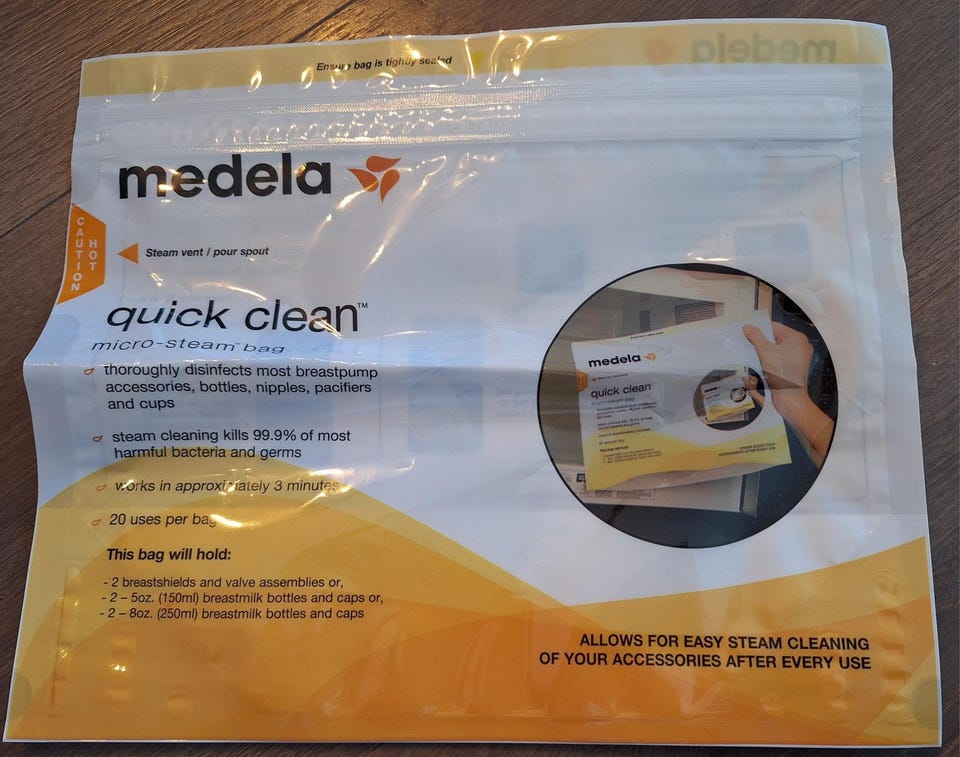 Ensure bag is tightly sealed
medela
medela
CAUTION
HOT
Steam vent / pour spout
quick clean™
micro-steam™ bag
thoroughly disinfects most breastpump
accessories, bottles, nipples, pacifiers
and cups
steam cleaning kills 99.9% of most
harmful bacteria and germs
works in approximately 3 minutes
20 uses per bag
This bag will hold:
- 2 breastshields and valve assemblies or,
- 2 – 5oz. (150ml) breastmilk bottles and caps or,
- 2 – 8oz. (250ml) breastmilk bottles and caps
medela
quick clean
ALLOWS FOR EASY STEAM CLEANING
OF YOUR ACCESSORIES AFTER EVERY USE